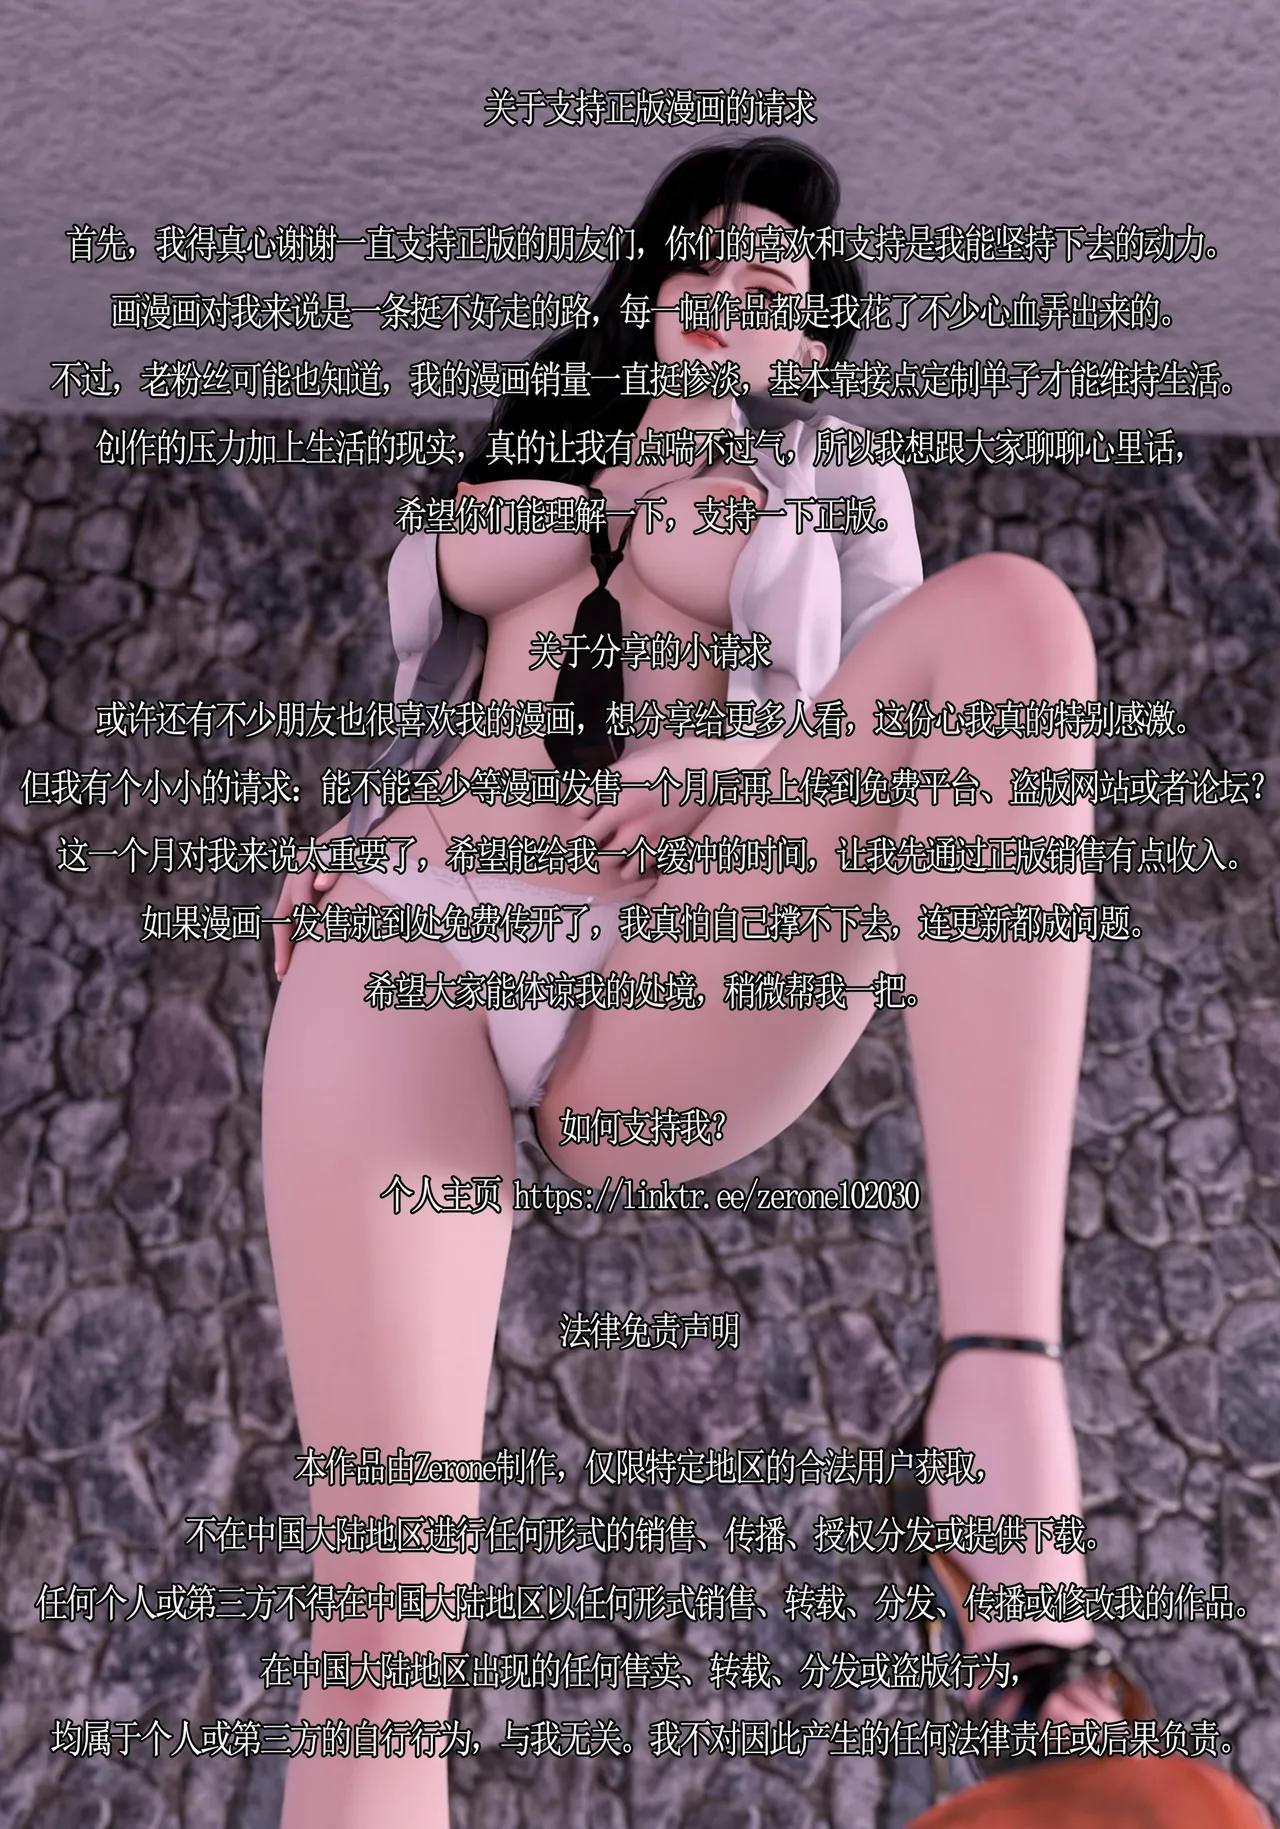 关于支持正版漫画的请求
首先，我得真心谢谢一直支持正版的朋友们，你们的喜欢和支持是我能坚持下去的动力。
画漫画对我来说是一条挺不好走的路，每一幅作品都是我花了不少心血弄出来的。
不过，老粉丝可能也知道，我的漫画销量一直挺惨淡，基本靠接点定制单子才能维持生活。
创作的压力加上生活的现实，真的让我有点喘不过气，所以我想跟大家聊聊心里话，
希望你们能理解一下，支持一下正版。
关于分享的小请求
或许还有不少朋友也很喜欢我的漫画，想分享给更多人看，这份心我真的特别感激。
但我有个小小的请求：能不能至少等漫画发售一个月后再上传到免费平台、盗版网站或者论坛？
这一个月对我来说太重要了，希望能给我一个缓冲的时间，让我先通过正版销售有点收入。
如果漫画一发售就到处免费传开了，我真怕自己撑不下去，连更新都成问题。
希望大家能体谅我的处境，稍微帮我一把。
如何支持我？
个人主页 https://linktr.ee/zerone102030
法律免责声明
本作品由Zerone制作，仅限特定地区的合法用户获取，
不在中国大陆地区进行任何形式的销售、传播、授权分发或提供下载。
任何个人或第三方不得在中国大陆地区以任何形式销售、转载、分发、传播或修改我的作品。
在中国大陆地区出现的任何售卖、转载、分发或盗版行为，
均属于个人或第三方的自行行为，与我无关。我不对因此产生的任何法律责任或后果负责。